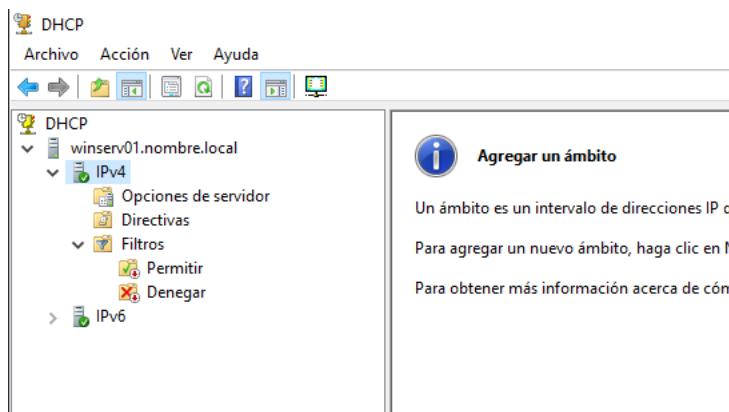 DHCP
Archivo Acción Ver Ayuda
DHCP
winserv01.nombre.local
IPv4
Opciones de servidor
Directivas
Filtros
Permitir
Denegar
IPv6
Agregar un ámbito
Un ámbito es un intervalo de direcciones IP
Para agregar un nuevo ámbito, haga clic en
Para obtener más información acerca de